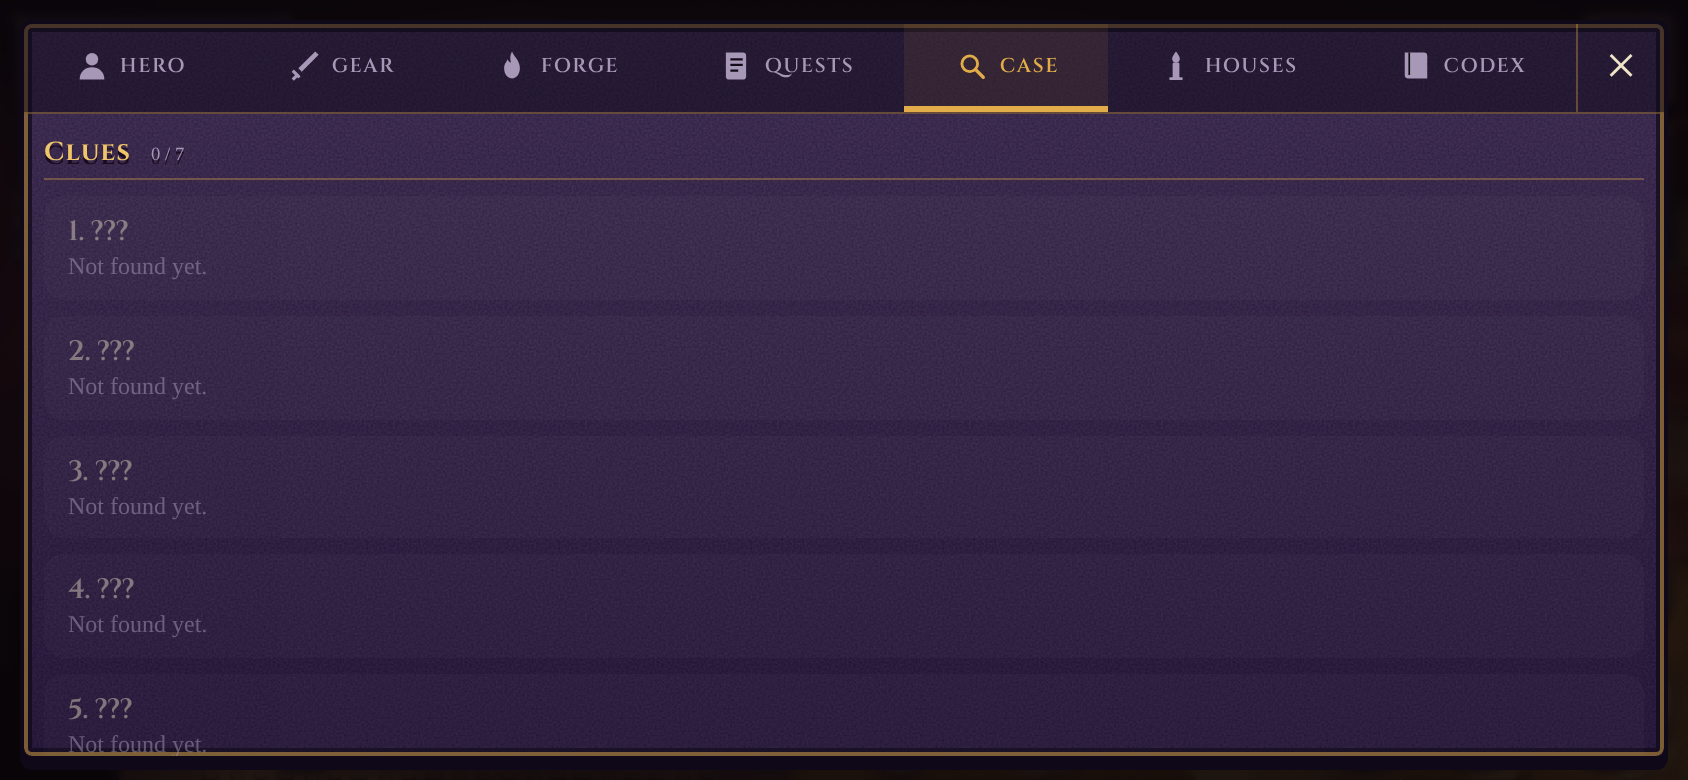 HERO GEAR FORGE QUESTS CASE HOUSES CODEX
CLUES 0/7
1. ???
Not found yet.
2. ???
Not found yet.
3. ???
Not found yet.
4. ???
Not found yet.
5. ???
Not found yet.